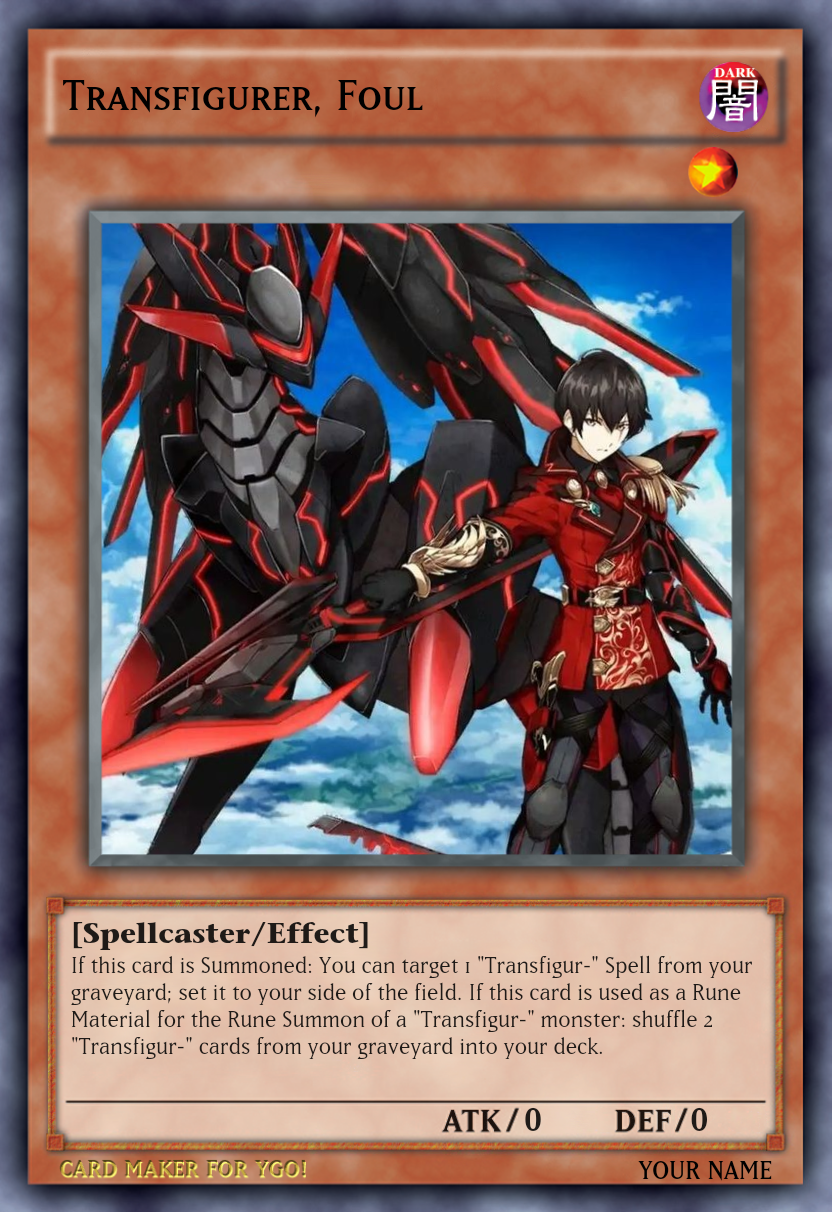 Transfigurer, Foul
DARK
闇
[Spellcaster/Effect]
If this card is Summoned: You can target 1 "Transfigur-" Spell from your
graveyard; set it to your side of the field. If this card is used as a Rune
Material for the Rune Summon of a "Transfigur-" monster: shuffle 2
"Transfigur-" cards from your graveyard into your deck.
ATK/0 DEF/0
CARD MAKER FOR YGO! YOUR NAME